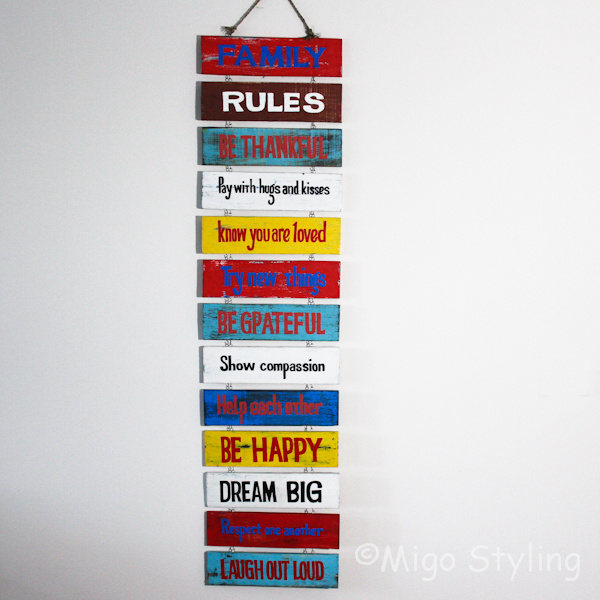 FAMILY
RULES
BE THANKFUL
Pay with hugs and kisses
know you are loved
Try new things
BE GPATEFUL
Show compassion
Help each other
BE HAPPY
DREAM BIG
Respect one another
LAUGH OUT LOUD
©Migo Styling